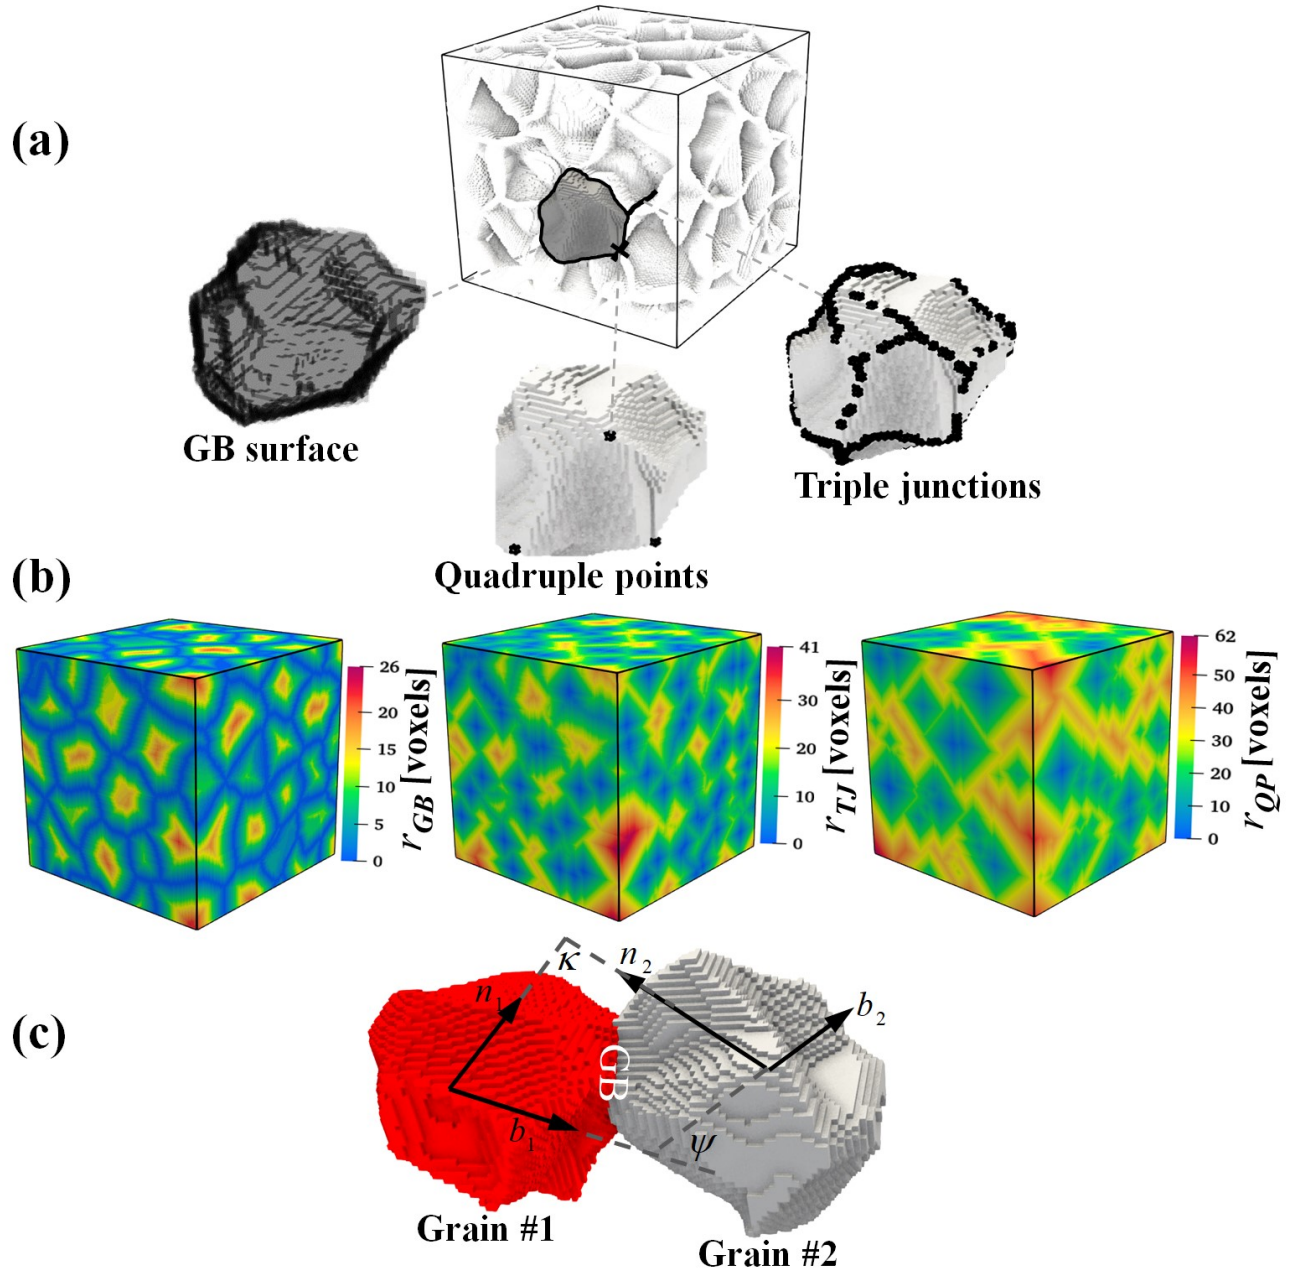 (a)
GB surface
Quadruple points
Triple junctions
(b)
26
20
15
10
5
0
r_GB [voxels]
41
30
20
10
0
r_TJ [voxels]
62
50
40
30
20
10
0
r_QP [voxels]
(c)
n₁
κ
n₂
b₂
GB
b₁
ψ
Grain #1
Grain #2